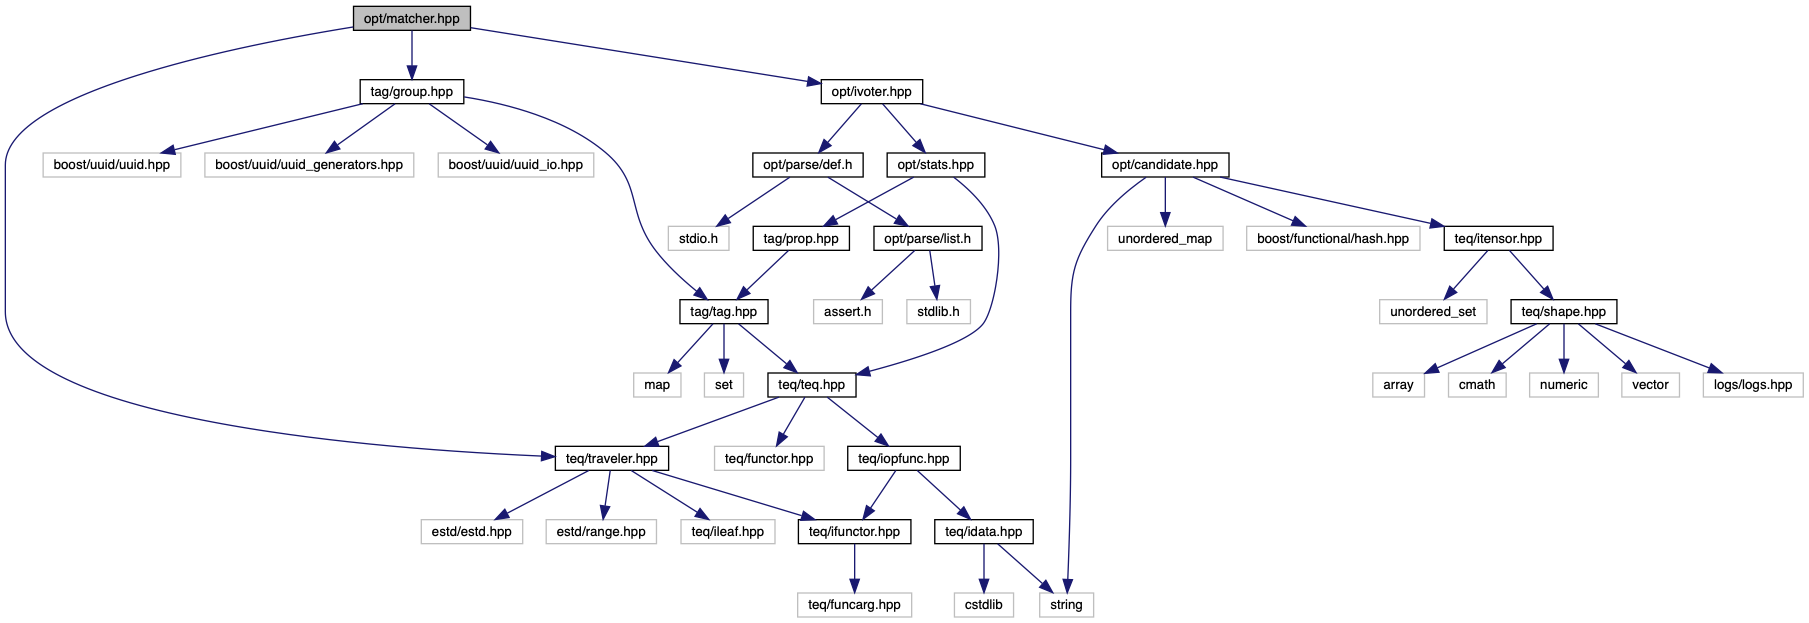 opt/matcher.hpp
tag/group.hpp
opt/ivoter.hpp
boost/uuid/uuid.hpp
boost/uuid/uuid_generators.hpp
boost/uuid/uuid_io.hpp
opt/parse/def.h
opt/stats.hpp
opt/candidate.hpp
stdio.h
tag/prop.hpp
opt/parse/list.h
unordered_map
boost/functional/hash.hpp
teq/itensor.hpp
tag/tag.hpp
assert.h
stdlib.h
unordered_set
teq/shape.hpp
map
set
teq/teq.hpp
array
cmath
numeric
vector
logs/logs.hpp
teq/traveler.hpp
teq/functor.hpp
teq/iopfunc.hpp
estd/estd.hpp
estd/range.hpp
teq/ileaf.hpp
teq/ifunctor.hpp
teq/idata.hpp
teq/funcarg.hpp
cstdlib
string